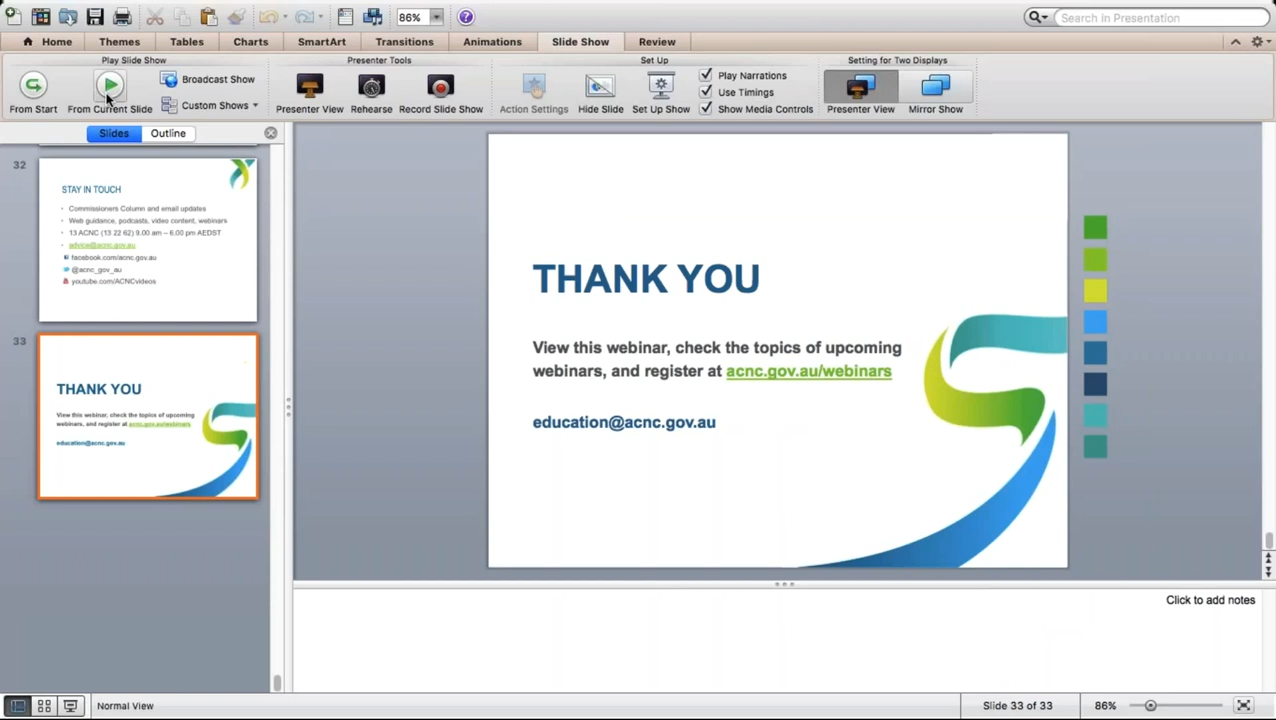 86%
Search in Presentation
Home Themes Tables Charts SmartArt Transitions Animations Slide Show Review
Play Slide Show Presenter Tools Set Up Setting for Two Displays
Broadcast Show
Custom Shows
Play Narrations
Use Timings
Show Media Controls
From Start From Current Slide Presenter View Rehearse Record Slide Show Action Settings Hide Slide Set Up Show Presenter View Mirror Show
Slides Outline
32
STAY IN TOUCH
Commissioners Column and email updates
Web guidance, podcasts, video content, webinars
13 ACNC (13 22 62) 9.00 am – 6.00 pm AEDST
advice@acnc.gov.au
facebook.com/acnc.gov.au
@acnc_gov_au
youtube.com/ACNCvideos
33
THANK YOU
View this webinar, check the topics of upcoming
webinars, and register at acnc.gov.au/webinars
education@acnc.gov.au
THANK YOU
View this webinar, check the topics of upcoming
webinars, and register at acnc.gov.au/webinars
education@acnc.gov.au
Click to add notes
Normal View
Slide 33 of 33
86%